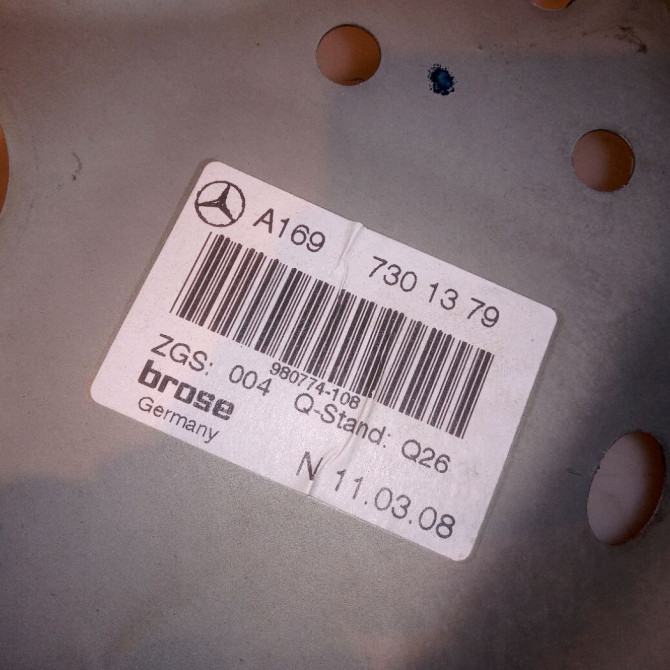 A169 730 13 79
980774-108
ZGS: 004 Q-Stand: Q26
brose
Germany
N 11.03.08